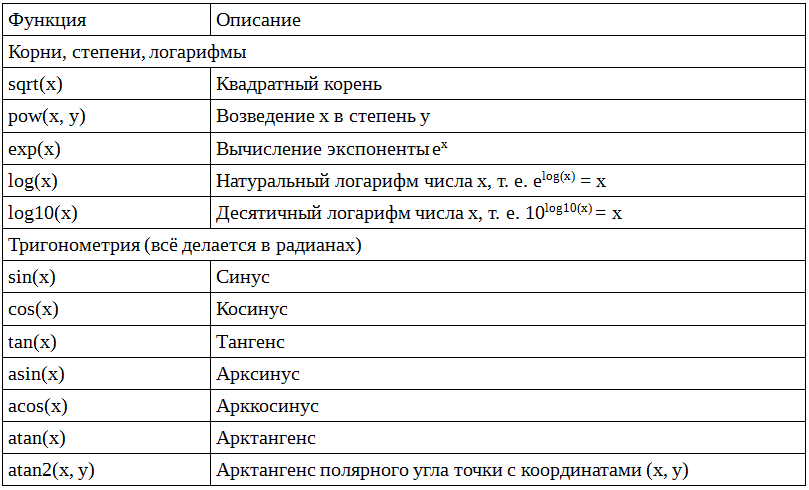 Функция Описание
Корни, степени, логарифмы
sqrt(x) Квадратный корень
pow(x, y) Возведение x в степень y
exp(x) Вычисление экспоненты eˣ
log(x) Натуральный логарифм числа x, т. е. e^log(x) = x
log10(x) Десятичный логарифм числа x, т. е. 10^log10(x) = x
Тригонометрия (всё делается в радианах)
sin(x) Синус
cos(x) Косинус
tan(x) Тангенс
asin(x) Арксинус
acos(x) Арккосинус
atan(x) Арктангенс
atan2(x, y) Арктангенс полярного угла точки с координатами (x, y)